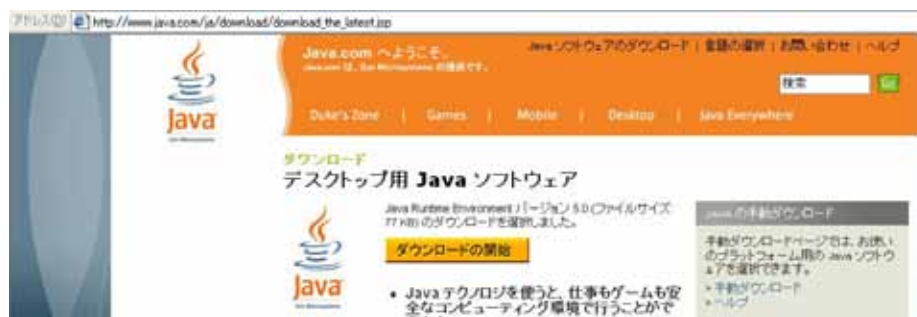 アドレス(D) http://www.java.com/ja/download/download_the_latest.jsp
Java.com へようこそ。
Java ソフトウェアのダウンロード | 言語の選択 | お問い合わせ | ヘルプ
検索
Go
Java
Duke's Zone | Games | Mobile | Desktop | Java Everywhere
ダウンロード
デスクトップ用 Java ソフトウェア
Java Runtime Environment バージョン 5.0 (ファイルサイズ
77 KB) のダウンロードを選択しました。
ダウンロードの開始
Java
• Java テクノロジを使うと、仕事もゲームも安
全なコンピューティング環境で行うことがで
Java の手動ダウンロード
手動ダウンロードページでは、お使い
のプラットフォーム用の Java ソフトウ
ェアを選択できます。
» 手動ダウンロード
» ヘルプ